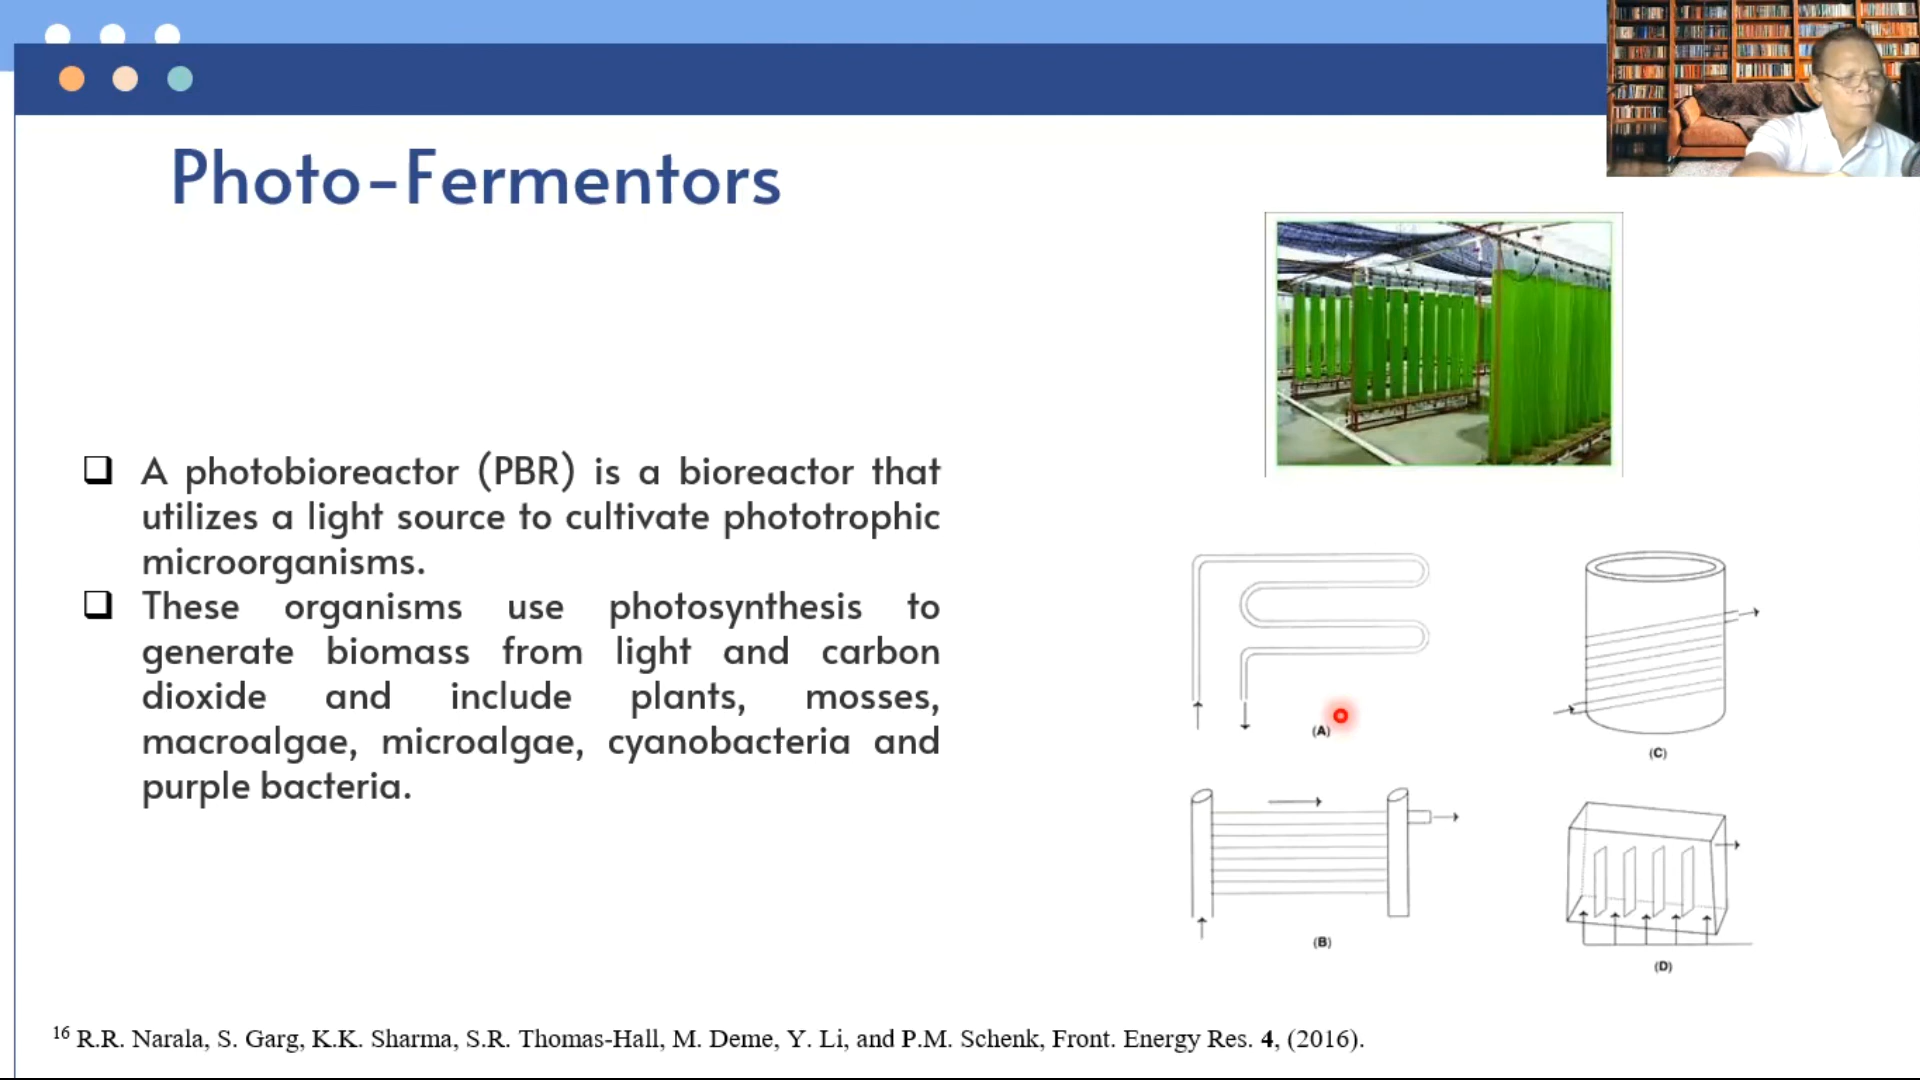 Photo-Fermentors
❑ A photobioreactor (PBR) is a bioreactor that
utilizes a light source to cultivate phototrophic
microorganisms.
❑ These organisms use photosynthesis to
generate biomass from light and carbon
dioxide and include plants, mosses,
macroalgae, microalgae, cyanobacteria and
purple bacteria.
(A)
(C)
(B)
(D)
16 R.R. Narala, S. Garg, K.K. Sharma, S.R. Thomas-Hall, M. Deme, Y. Li, and P.M. Schenk, Front. Energy Res. 4, (2016).